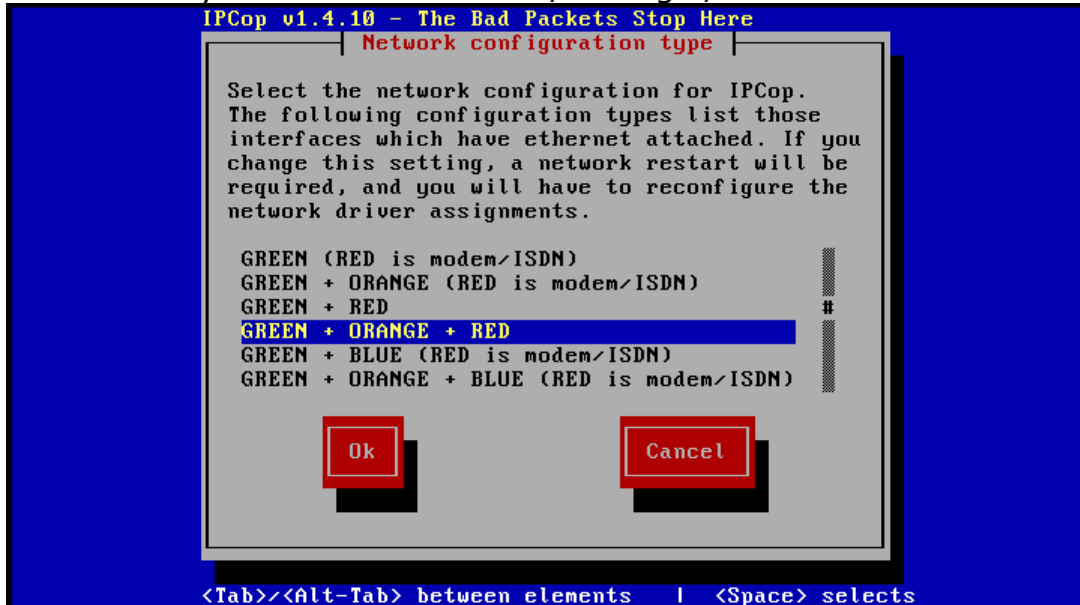 IPCop v1.4.10 - The Bad Packets Stop Here
Network configuration type
Select the network configuration for IPCop.
The following configuration types list those
interfaces which have ethernet attached. If you
change this setting, a network restart will be
required, and you will have to reconfigure the
network driver assignments.
GREEN (RED is modem/ISDN)
GREEN + ORANGE (RED is modem/ISDN)
GREEN + RED
#
GREEN + ORANGE + RED
GREEN + BLUE (RED is modem/ISDN)
GREEN + ORANGE + BLUE (RED is modem/ISDN)
Ok
Cancel
<Tab>/<Alt-Tab> between elements | <Space> selects